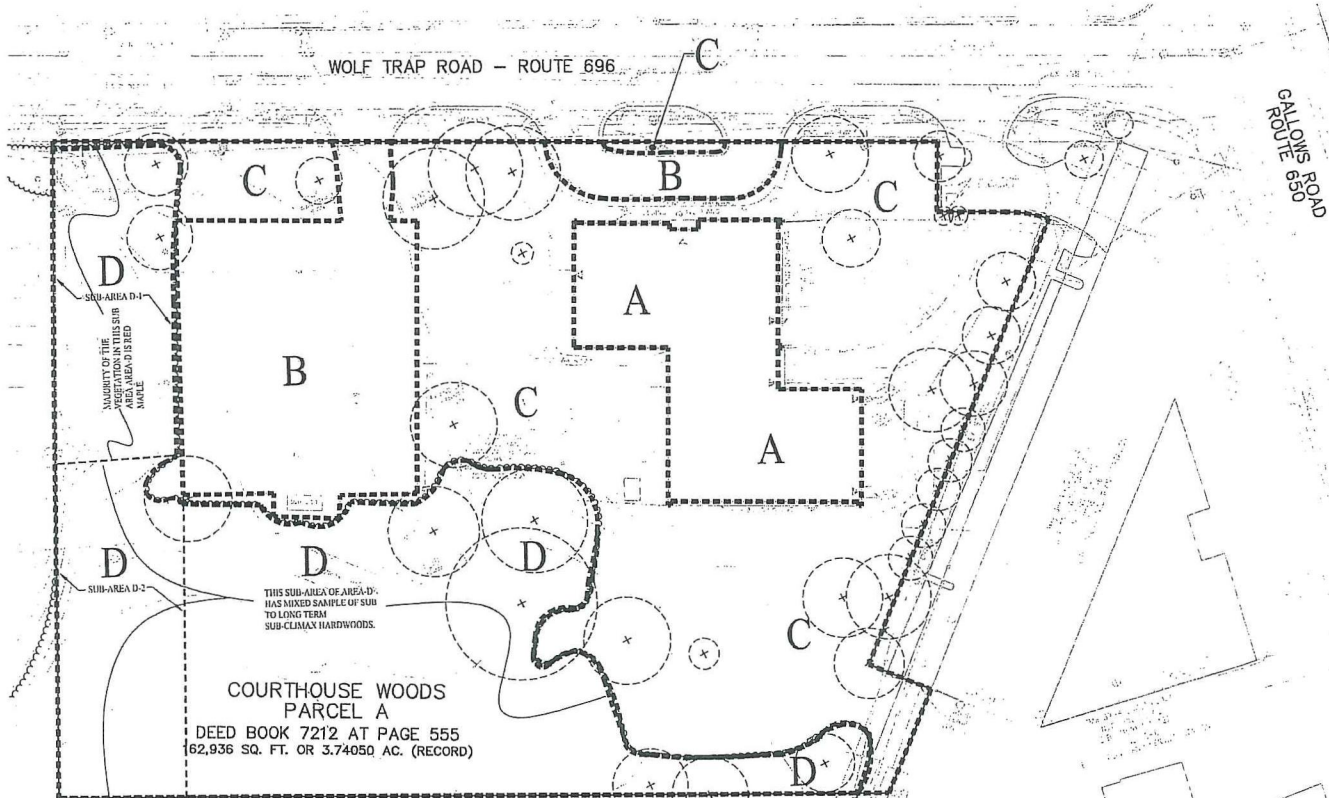 C
WOLF TRAP ROAD – ROUTE 696
GALLOWS ROAD
ROUTE 650
C
B
C
D
SUB-AREA D-1
MAJORITY OF THE
VEGETATION IN THIS SUB
AREA AREA-D IS RED
MAPLE
A
B
C
A
D
SUB-AREA D-2
D
D
THIS SUB-AREA OF AREA-D
HAS MIXED SAMPLE OF SUB
TO LONG TERM
SUB-CLIMAX HARDWOODS.
C
COURTHOUSE WOODS
PARCEL A
DEED BOOK 7212 AT PAGE 555
162,936 SQ. FT. OR 3.74050 AC. (RECORD)
D